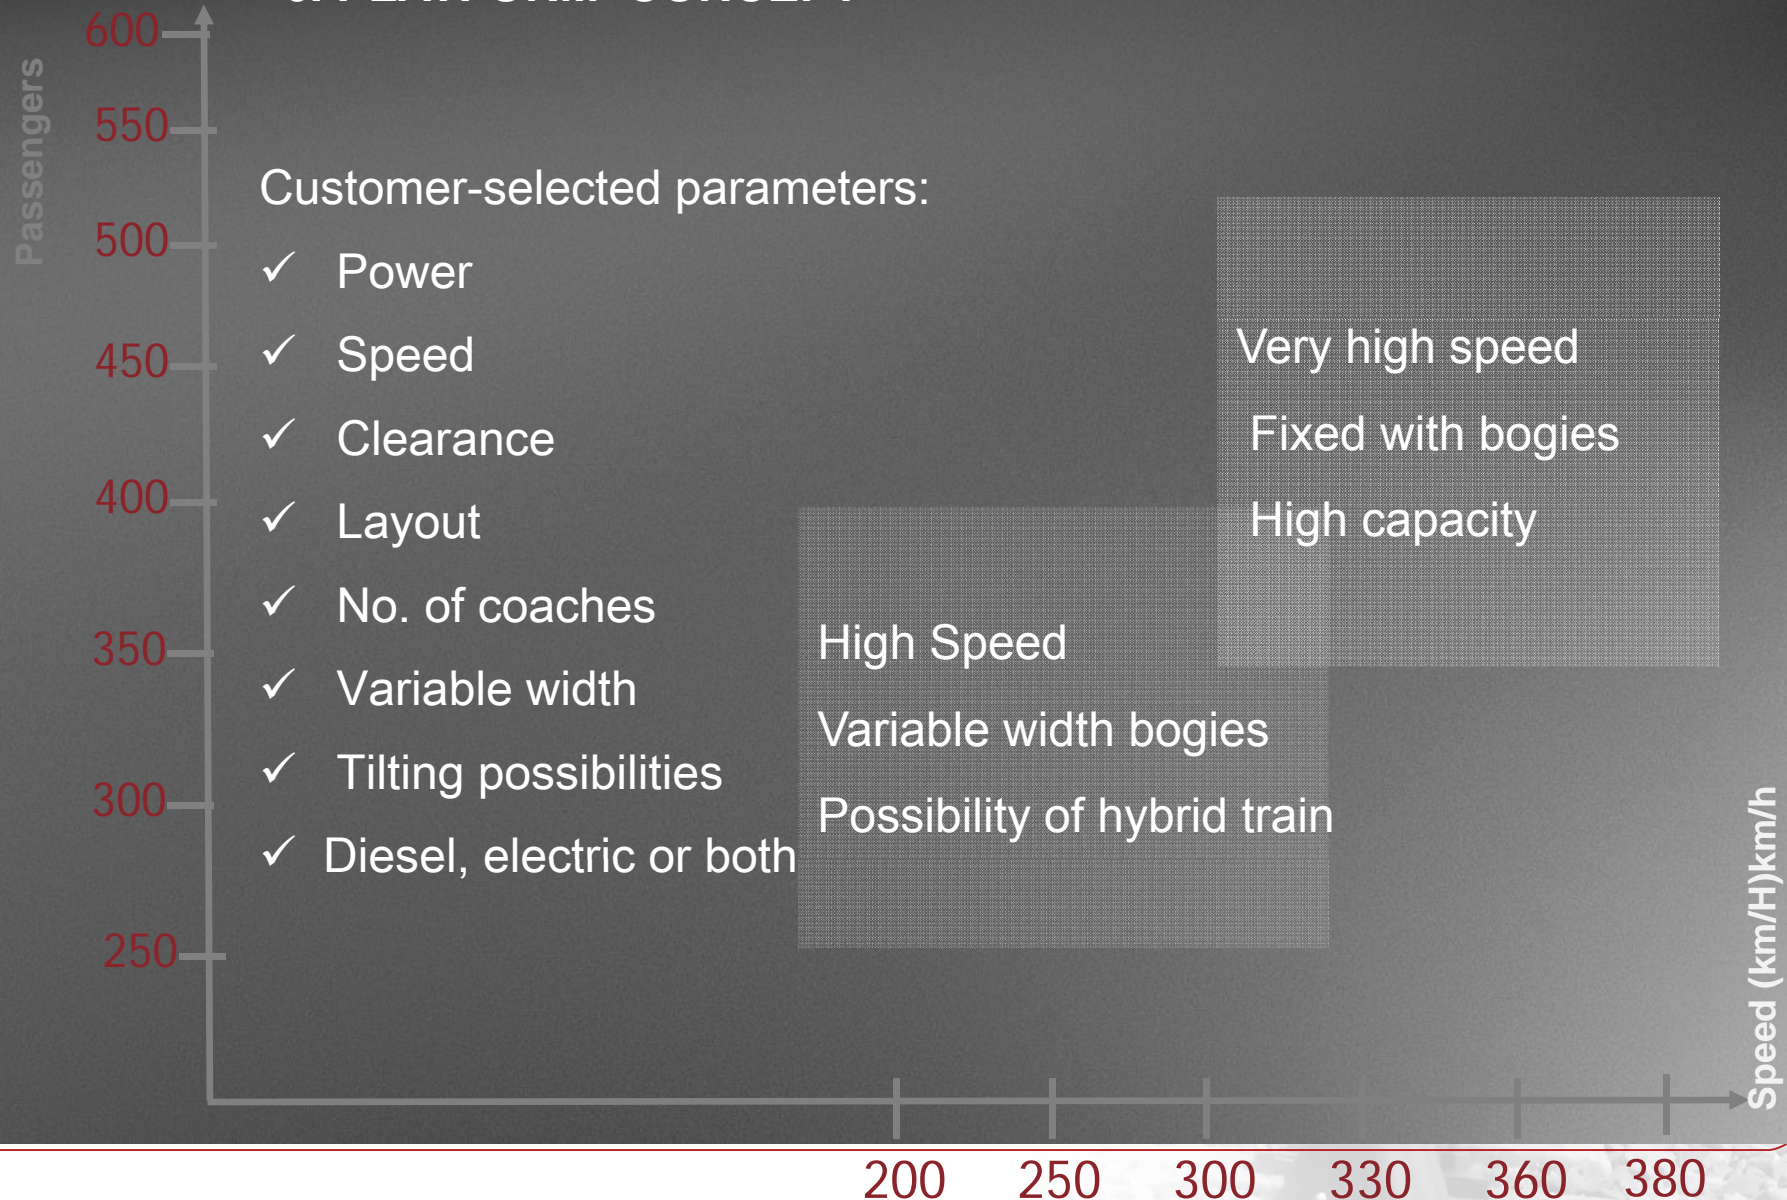 600
Passengers
550
500
450
400
350
300
250
Customer-selected parameters:
✓ Power
✓ Speed
✓ Clearance
✓ Layout
✓ No. of coaches
✓ Variable width
✓ Tilting possibilities
✓ Diesel, electric or both
Very high speed
Fixed with bogies
High capacity
High Speed
Variable width bogies
Possibility of hybrid train
Speed (km/H)km/h
200 250 300 330 360 380